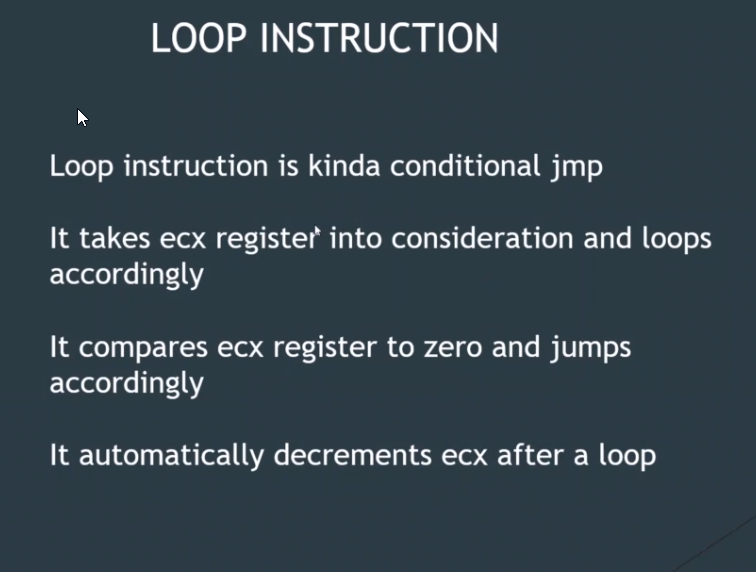 LOOP INSTRUCTION
Loop instruction is kinda conditional jmp
It takes ecx register into consideration and loops
accordingly
It compares ecx register to zero and jumps
accordingly
It automatically decrements ecx after a loop